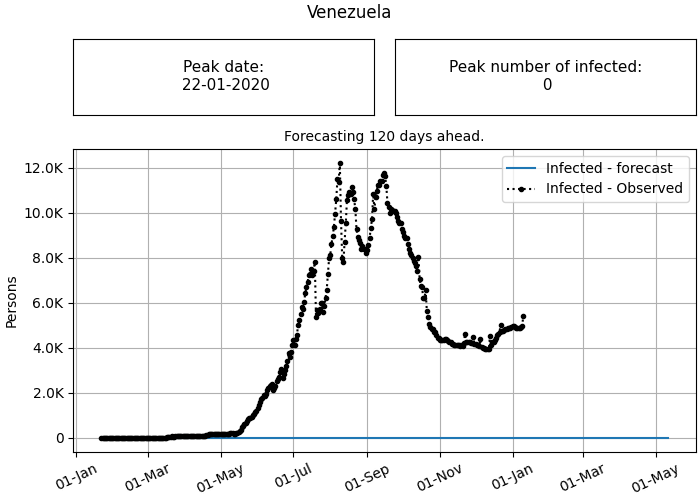 Venezuela
Peak date:
22-01-2020
Peak number of infected:
0
Forecasting 120 days ahead.
Infected - forecast
Infected - Observed
Persons
12.0K
10.0K
8.0K
6.0K
4.0K
2.0K
0
01-Jan
01-Mar
01-May
01-Jul
01-Sep
01-Nov
01-Jan
01-Mar
01-May